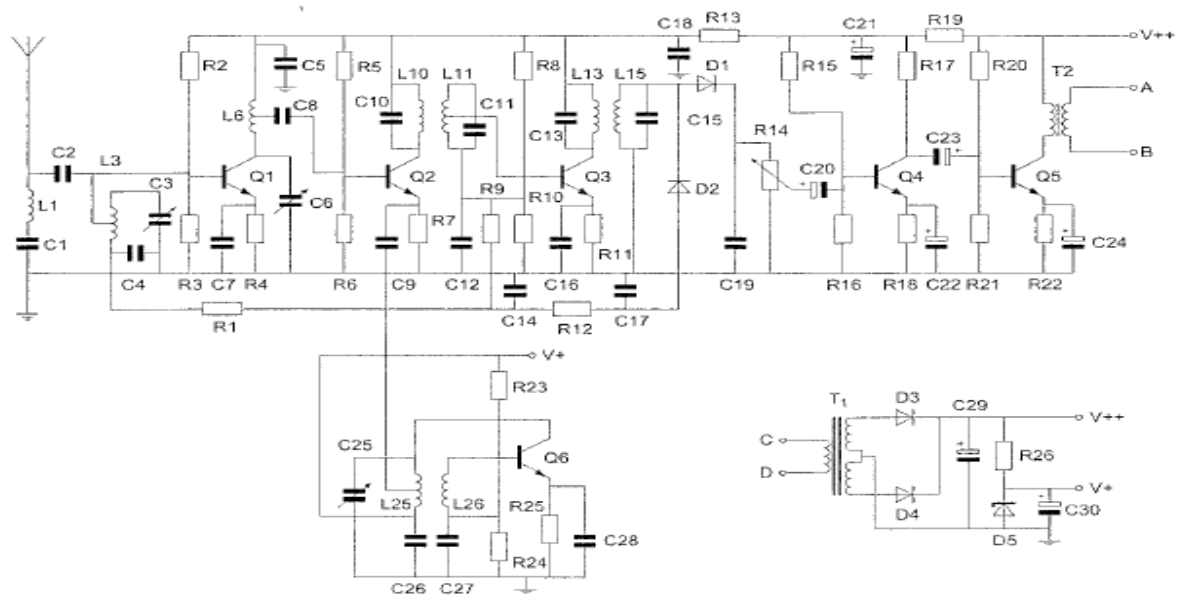 C18 R13 C21 R19 V++
R2 C5 R5 L10 L11 R8 L13 L15 D1 R15 R17 R20 T2
C8 C10 C11 A
L6 C13 C15 R14 C23
C2 L3 C20 B
C3 Q1 Q2 R9 Q3 D2 Q4 Q5
L1 C6 R7 R10
C1 R11 C24
C4 R3 C7 R4 R6 C9 C12 C16 C19 R16 R18 C22 R21 R22
R1 C14 R12 C17
V+
R23 T1 D3 C29 V++
C25 C
Q6 D R26
L25 L26 R25 D4 V+
C30
R24 C28 D5
C26 C27